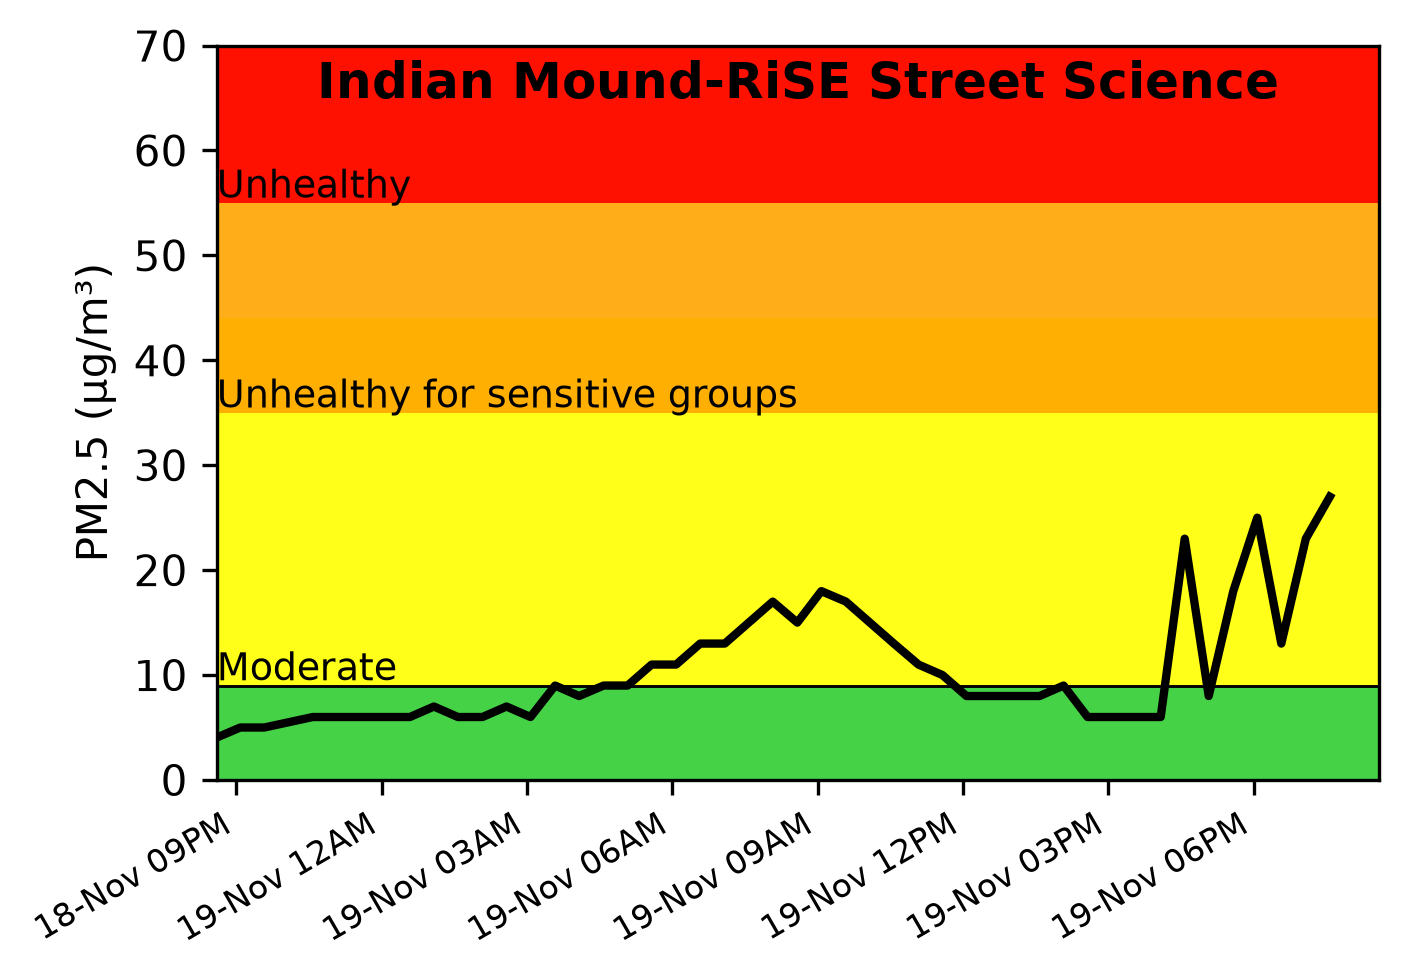 Indian Mound-RiSE Street Science
PM2.5 (µg/m³)
70
60
50
40
30
20
10
0
Unhealthy
Unhealthy for sensitive groups
Moderate
18-Nov 09PM
19-Nov 12AM
19-Nov 03AM
19-Nov 06AM
19-Nov 09AM
19-Nov 12PM
19-Nov 03PM
19-Nov 06PM